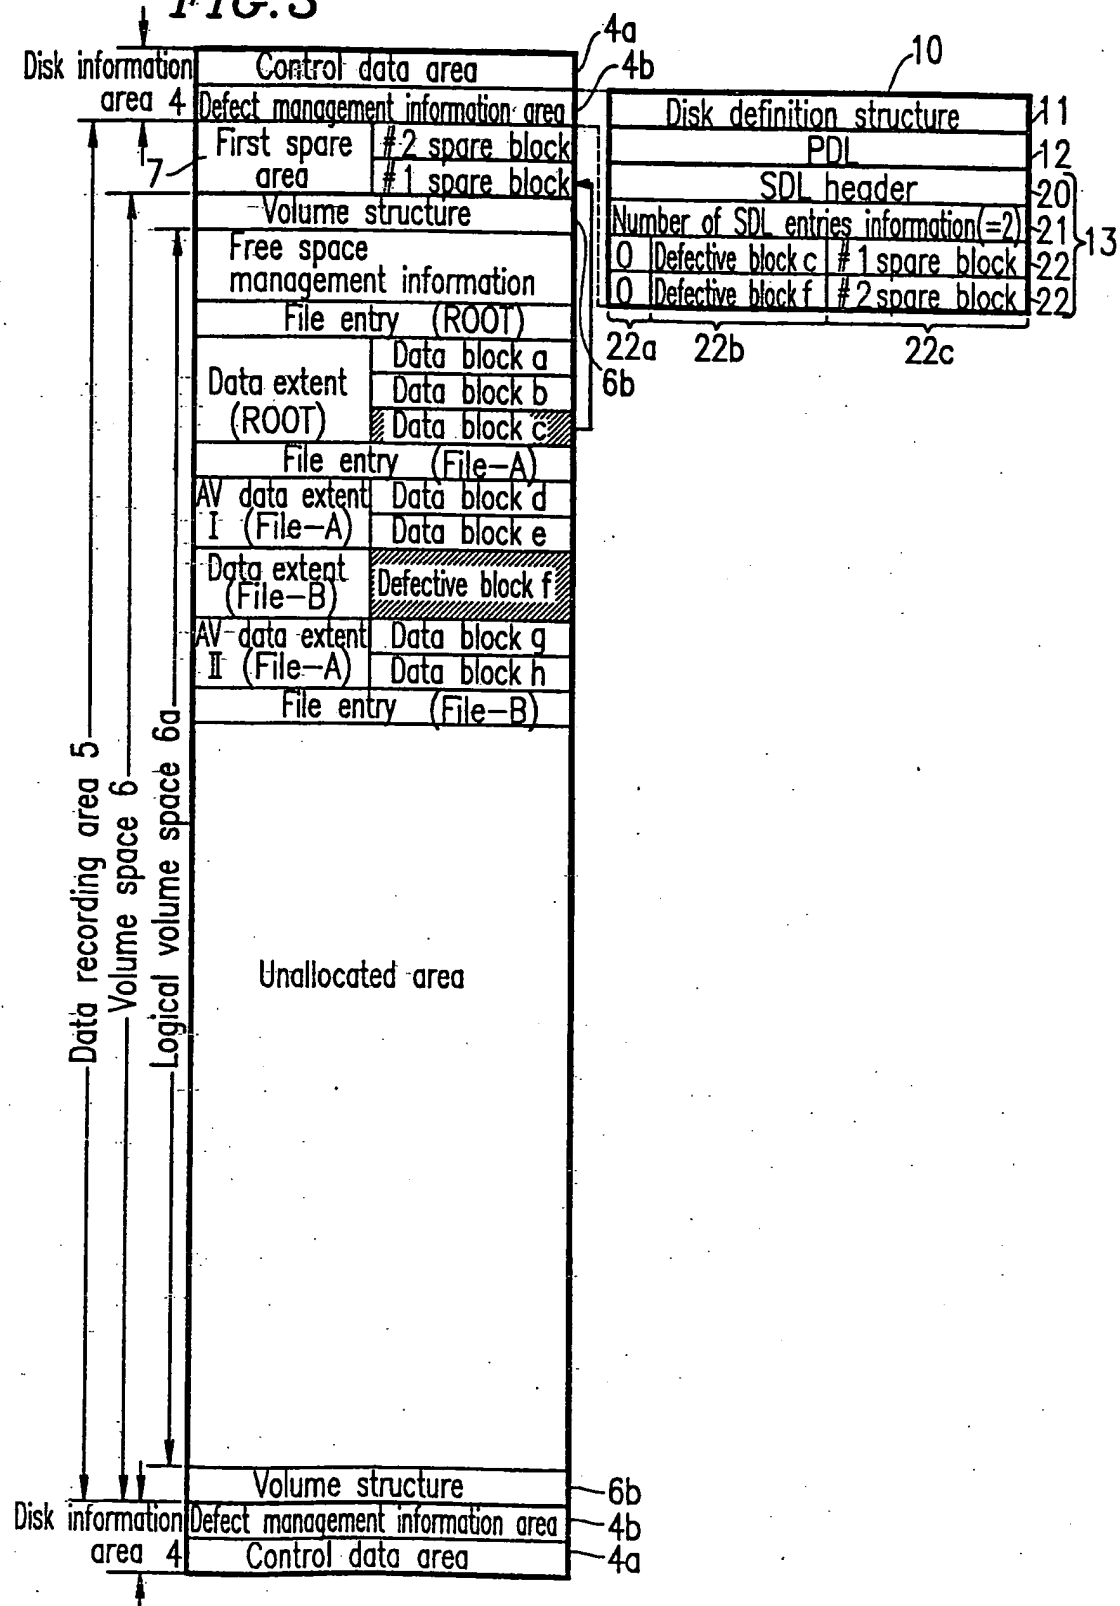 FIG. 3
Disk information
area 4
Control data area
4a
Defect management information area
4b
7
First spare
area
#2 spare block
#1 spare block
Volume structure
6b
Free space
management information
File entry (ROOT)
Data extent
(ROOT)
Data block a
Data block b
Data block c
File entry (File-A)
AV data extent
I (File-A)
Data block d
Data block e
Data extent
(File-B)
Defective block f
AV data extent
II (File-A)
Data block g
Data block h
File entry (File-B)
Unallocated area
Data recording area 5
Volume space 6
Logical volume space 6a
Volume structure
6b
Disk information
area 4
Defect management information area
4b
Control data area
4a
10
Disk definition structure
11
PDL
12
SDL header
20
Number of SDL entries information(=2)
21
13
0 Defective block c #1 spare block
22
0 Defective block f #2 spare block
22
22a 22b 22c